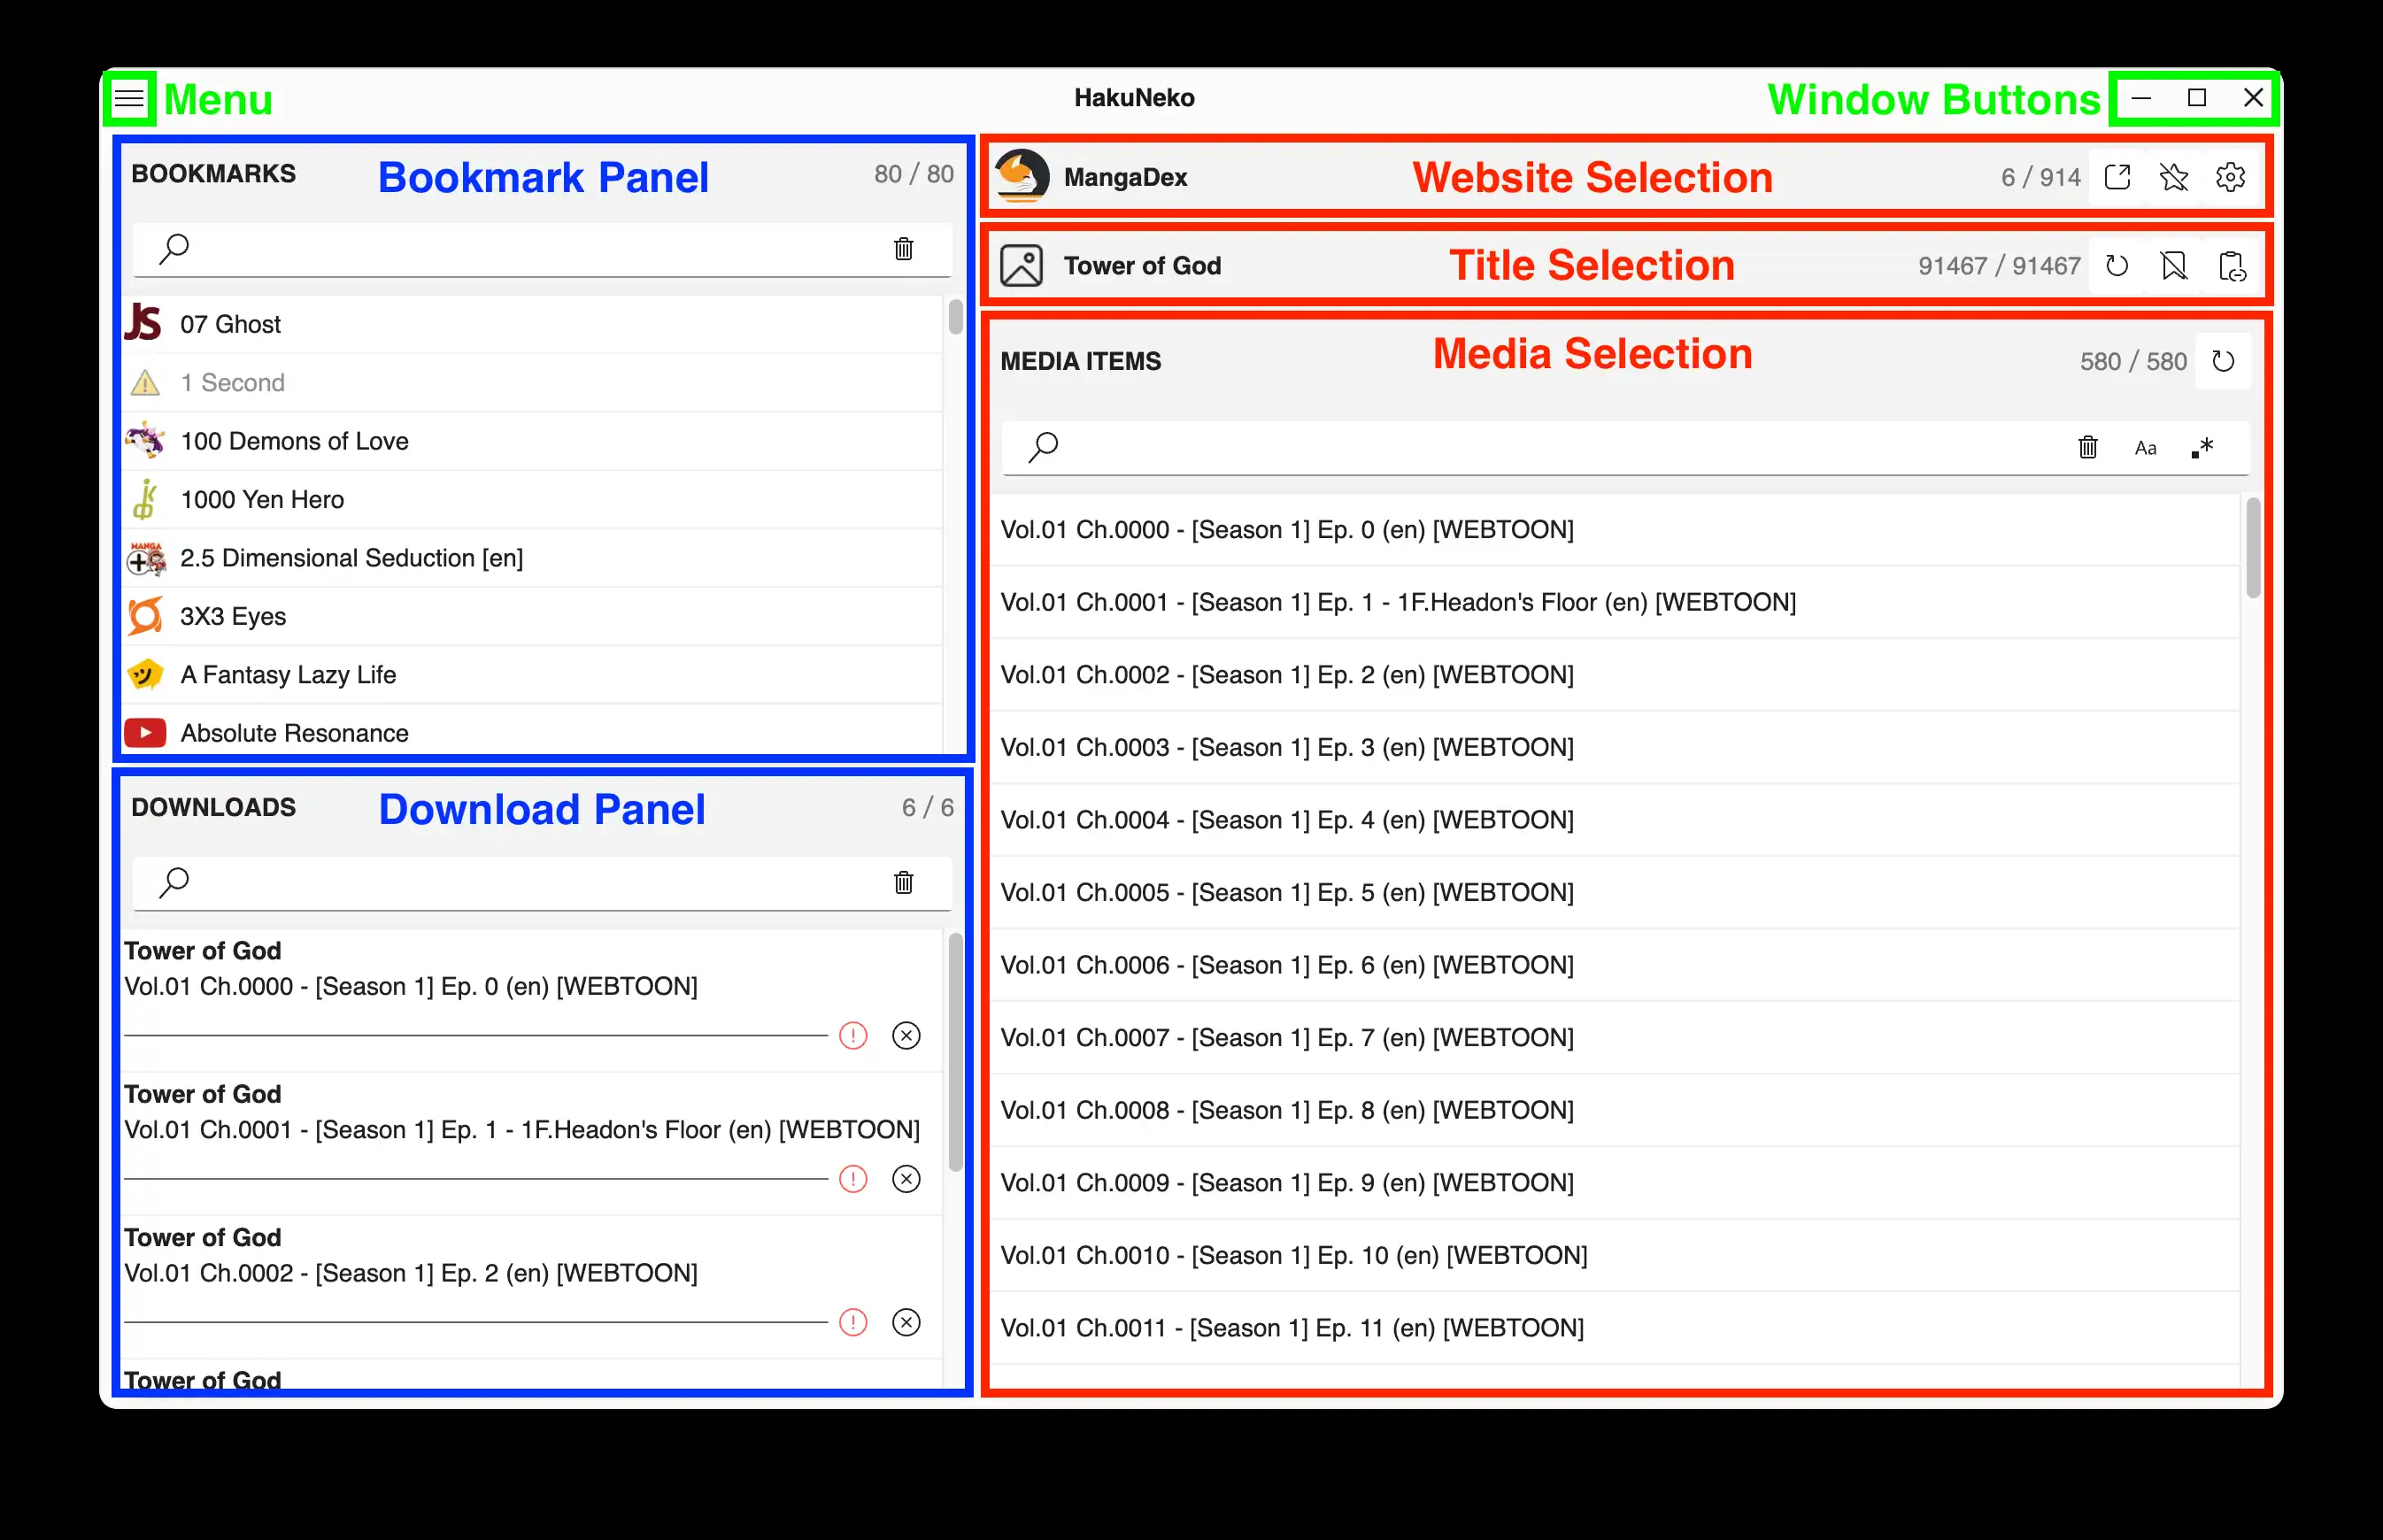 Menu
HakuNeko
Window Buttons
BOOKMARKS
Bookmark Panel
80 / 80
JS
07 Ghost
1 Second
100 Demons of Love
1000 Yen Hero
MANGA
2.5 Dimensional Seduction [en]
3X3 Eyes
A Fantasy Lazy Life
Absolute Resonance
DOWNLOADS
Download Panel
6 / 6
Tower of God
Vol.01 Ch.0000 - [Season 1] Ep. 0 (en) [WEBTOON]
Tower of God
Vol.01 Ch.0001 - [Season 1] Ep. 1 - 1F.Headon's Floor (en) [WEBTOON]
Tower of God
Vol.01 Ch.0002 - [Season 1] Ep. 2 (en) [WEBTOON]
Tower of God
MangaDex
Website Selection
6 / 914
Tower of God
Title Selection
91467 / 91467
MEDIA ITEMS
Media Selection
580 / 580
Aa
.*
Vol.01 Ch.0000 - [Season 1] Ep. 0 (en) [WEBTOON]
Vol.01 Ch.0001 - [Season 1] Ep. 1 - 1F.Headon's Floor (en) [WEBTOON]
Vol.01 Ch.0002 - [Season 1] Ep. 2 (en) [WEBTOON]
Vol.01 Ch.0003 - [Season 1] Ep. 3 (en) [WEBTOON]
Vol.01 Ch.0004 - [Season 1] Ep. 4 (en) [WEBTOON]
Vol.01 Ch.0005 - [Season 1] Ep. 5 (en) [WEBTOON]
Vol.01 Ch.0006 - [Season 1] Ep. 6 (en) [WEBTOON]
Vol.01 Ch.0007 - [Season 1] Ep. 7 (en) [WEBTOON]
Vol.01 Ch.0008 - [Season 1] Ep. 8 (en) [WEBTOON]
Vol.01 Ch.0009 - [Season 1] Ep. 9 (en) [WEBTOON]
Vol.01 Ch.0010 - [Season 1] Ep. 10 (en) [WEBTOON]
Vol.01 Ch.0011 - [Season 1] Ep. 11 (en) [WEBTOON]